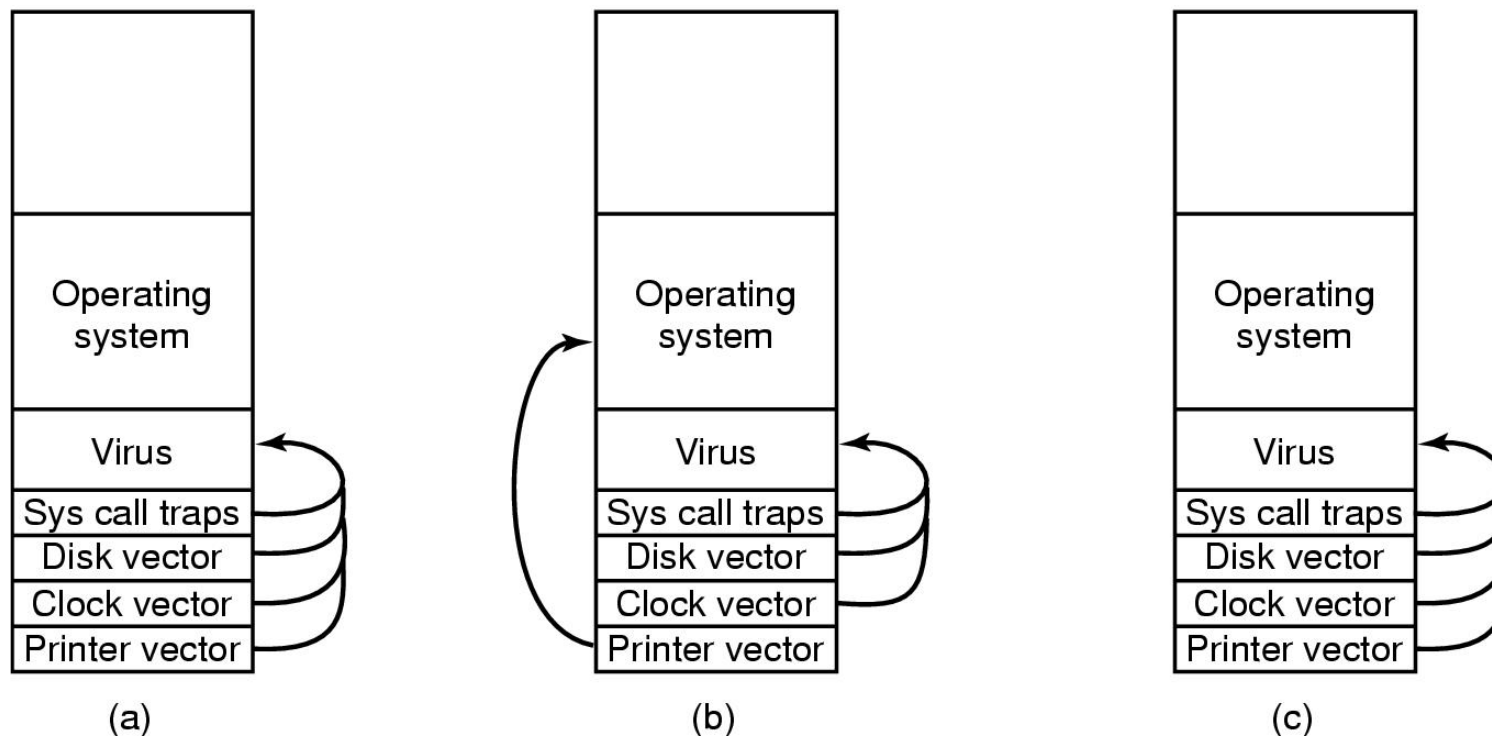 Operating
system
Virus
Sys call traps
Disk vector
Clock vector
Printer vector
(a)
Operating
system
Virus
Sys call traps
Disk vector
Clock vector
Printer vector
(b)
Operating
system
Virus
Sys call traps
Disk vector
Clock vector
Printer vector
(c)